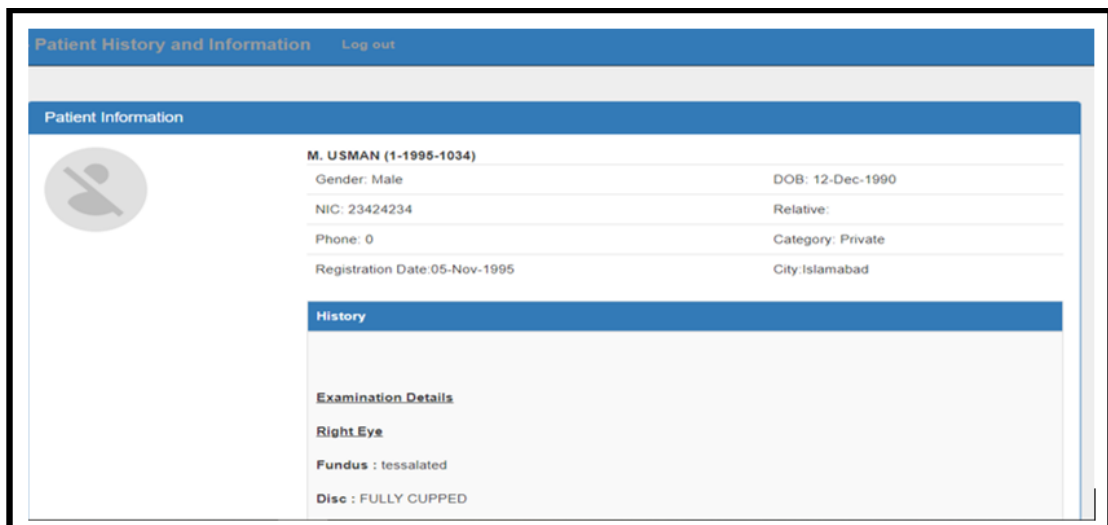 Patient History and Information Log out
Patient Information
M. USMAN (1-1995-1034)
Gender: Male DOB: 12-Dec-1990
NIC: 23424234 Relative:
Phone: 0 Category: Private
Registration Date:05-Nov-1995 City:Islamabad
History
Examination Details
Right Eye
Fundus : tessalated
Disc : FULLY CUPPED